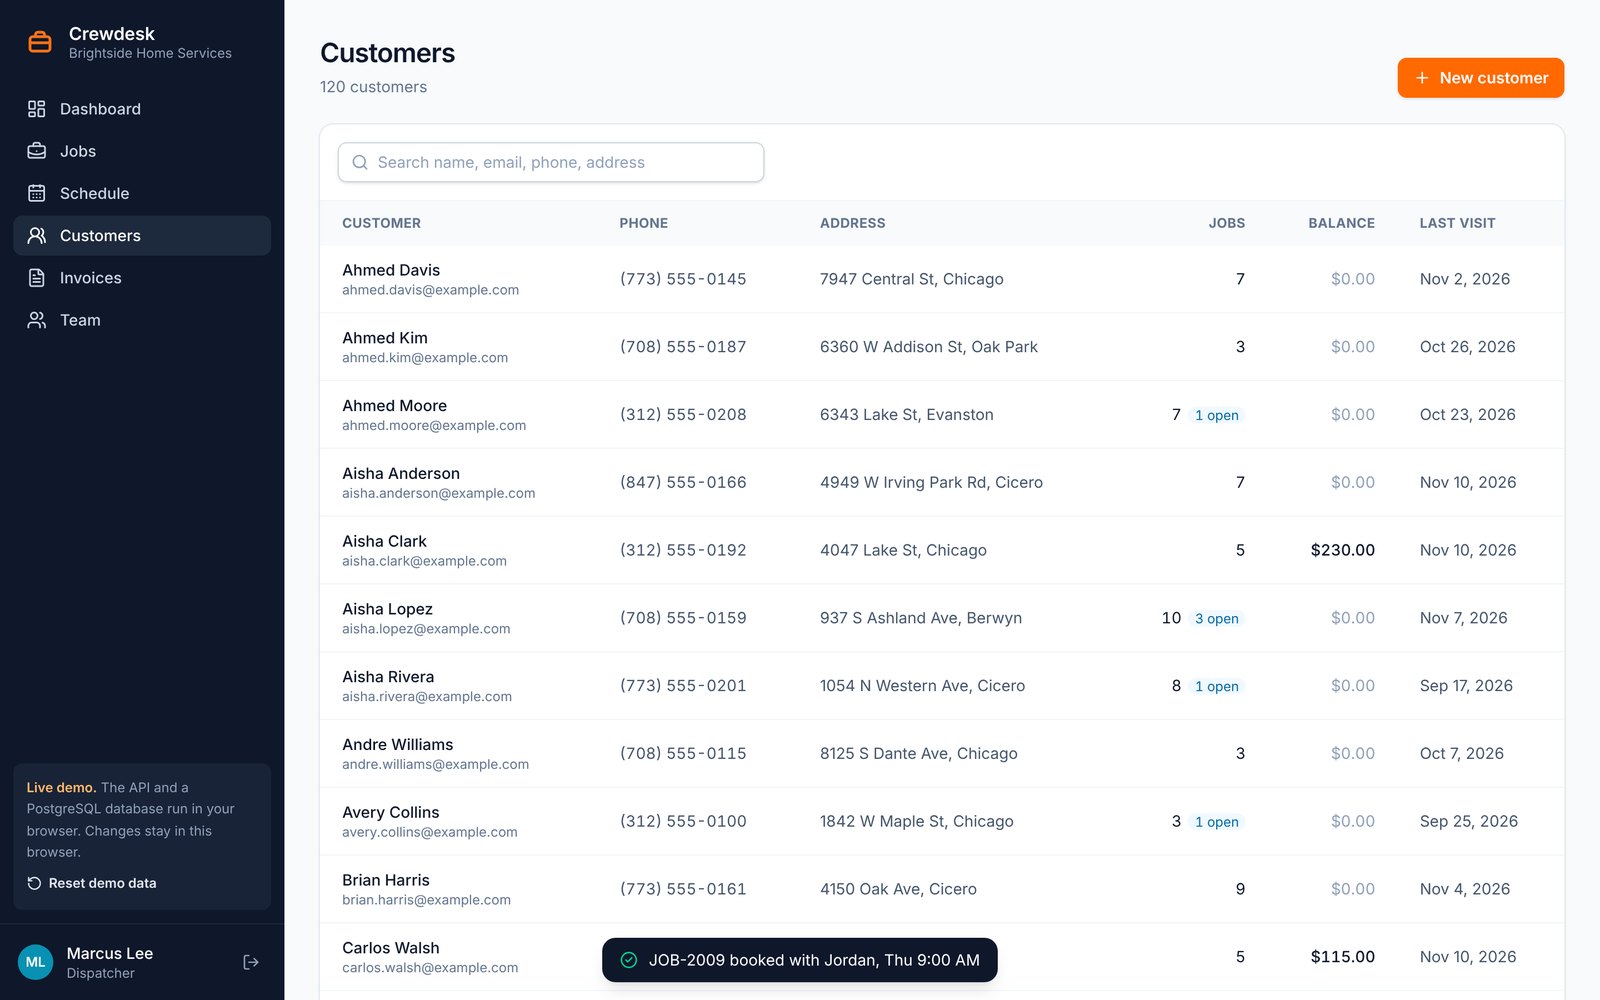 Crewdesk
Brightside Home Services
Dashboard
Jobs
Schedule
Customers
Invoices
Team
Live demo. The API and a
PostgreSQL database run in your
browser. Changes stay in this
browser.
Reset demo data
ML
Marcus Lee
Dispatcher
Customers
120 customers
+ New customer
Search name, email, phone, address
CUSTOMER PHONE ADDRESS JOBS BALANCE LAST VISIT
Ahmed Davis
ahmed.davis@example.com
(773) 555-0145 7947 Central St, Chicago 7 $0.00 Nov 2, 2026
Ahmed Kim
ahmed.kim@example.com
(708) 555-0187 6360 W Addison St, Oak Park 3 $0.00 Oct 26, 2026
Ahmed Moore
ahmed.moore@example.com
(312) 555-0208 6343 Lake St, Evanston 7 1 open $0.00 Oct 23, 2026
Aisha Anderson
aisha.anderson@example.com
(847) 555-0166 4949 W Irving Park Rd, Cicero 7 $0.00 Nov 10, 2026
Aisha Clark
aisha.clark@example.com
(312) 555-0192 4047 Lake St, Chicago 5 $230.00 Nov 10, 2026
Aisha Lopez
aisha.lopez@example.com
(708) 555-0159 937 S Ashland Ave, Berwyn 10 3 open $0.00 Nov 7, 2026
Aisha Rivera
aisha.rivera@example.com
(773) 555-0201 1054 N Western Ave, Cicero 8 1 open $0.00 Sep 17, 2026
Andre Williams
andre.williams@example.com
(708) 555-0115 8125 S Dante Ave, Chicago 3 $0.00 Oct 7, 2026
Avery Collins
avery.collins@example.com
(312) 555-0100 1842 W Maple St, Chicago 3 1 open $0.00 Sep 25, 2026
Brian Harris
brian.harris@example.com
(773) 555-0161 4150 Oak Ave, Cicero 9 $0.00 Nov 4, 2026
Carlos Walsh
carlos.walsh@example.com
5 $115.00 Nov 10, 2026
JOB-2009 booked with Jordan, Thu 9:00 AM